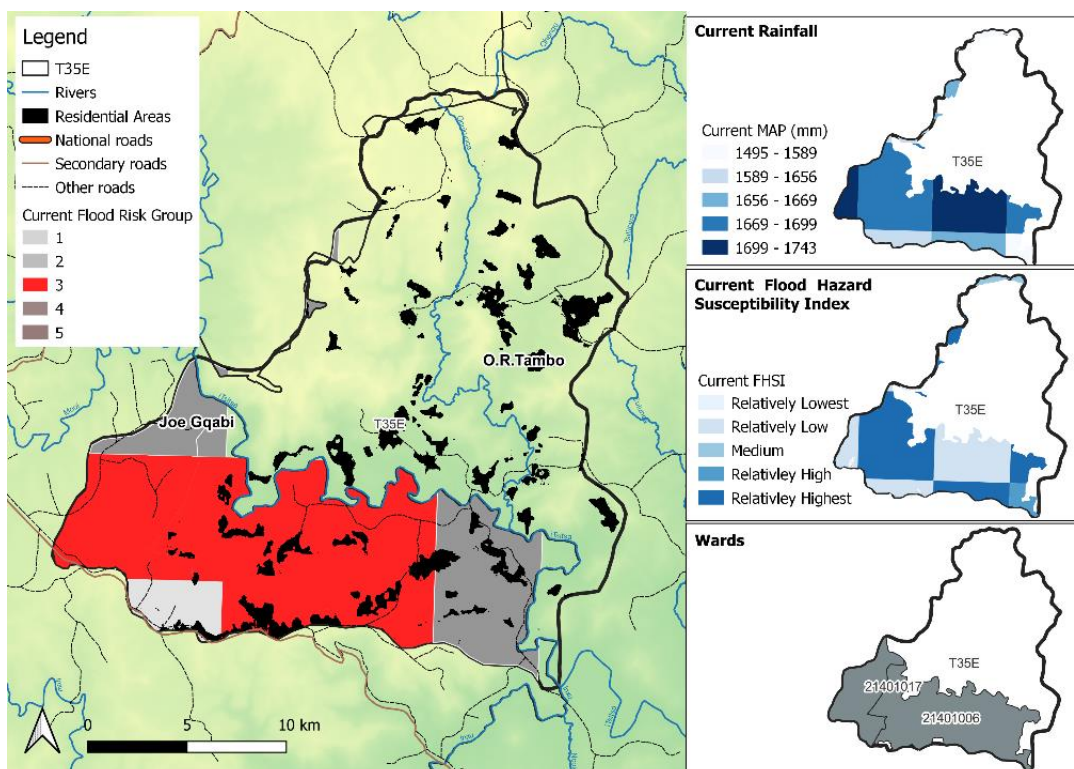 Legend
T35E
Rivers
Residential Areas
National roads
Secondary roads
Other roads
Current Flood Risk Group
1
2
3
4
5
Mooi
O.R.Tambo
Joe Gqabi
T35E
iTsitsa
0 5 10 km
Current Rainfall
Current MAP (mm)
1495 - 1589
1589 - 1656
1656 - 1669
1669 - 1699
1699 - 1743
T35E
Current Flood Hazard
Susceptibility Index
Current FHSI
Relatively Lowest
Relatively Low
Medium
Relativley High
Relativley Highest
T35E
Wards
T35E
21401017
21401006